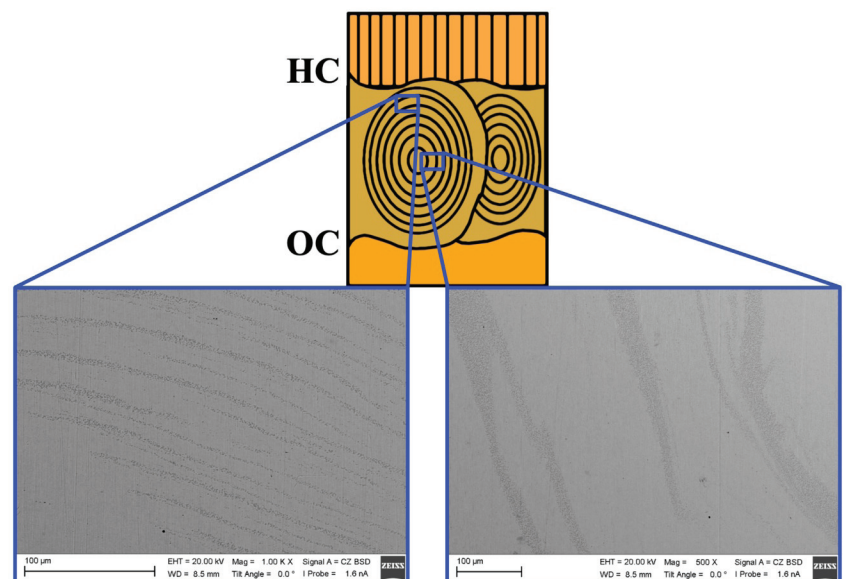 HC
OC
100 µm
EHT = 20.00 kV Mag = 1.00 K X Signal A = CZ BSD
WD = 8.5 mm Tilt Angle = 0.0 ° I Probe = 1.6 nA
ZEISS
100 µm
EHT = 20.00 kV Mag = 500 X Signal A = CZ BSD
WD = 8.5 mm Tilt Angle = 0.0 ° I Probe = 1.6 nA
ZEISS